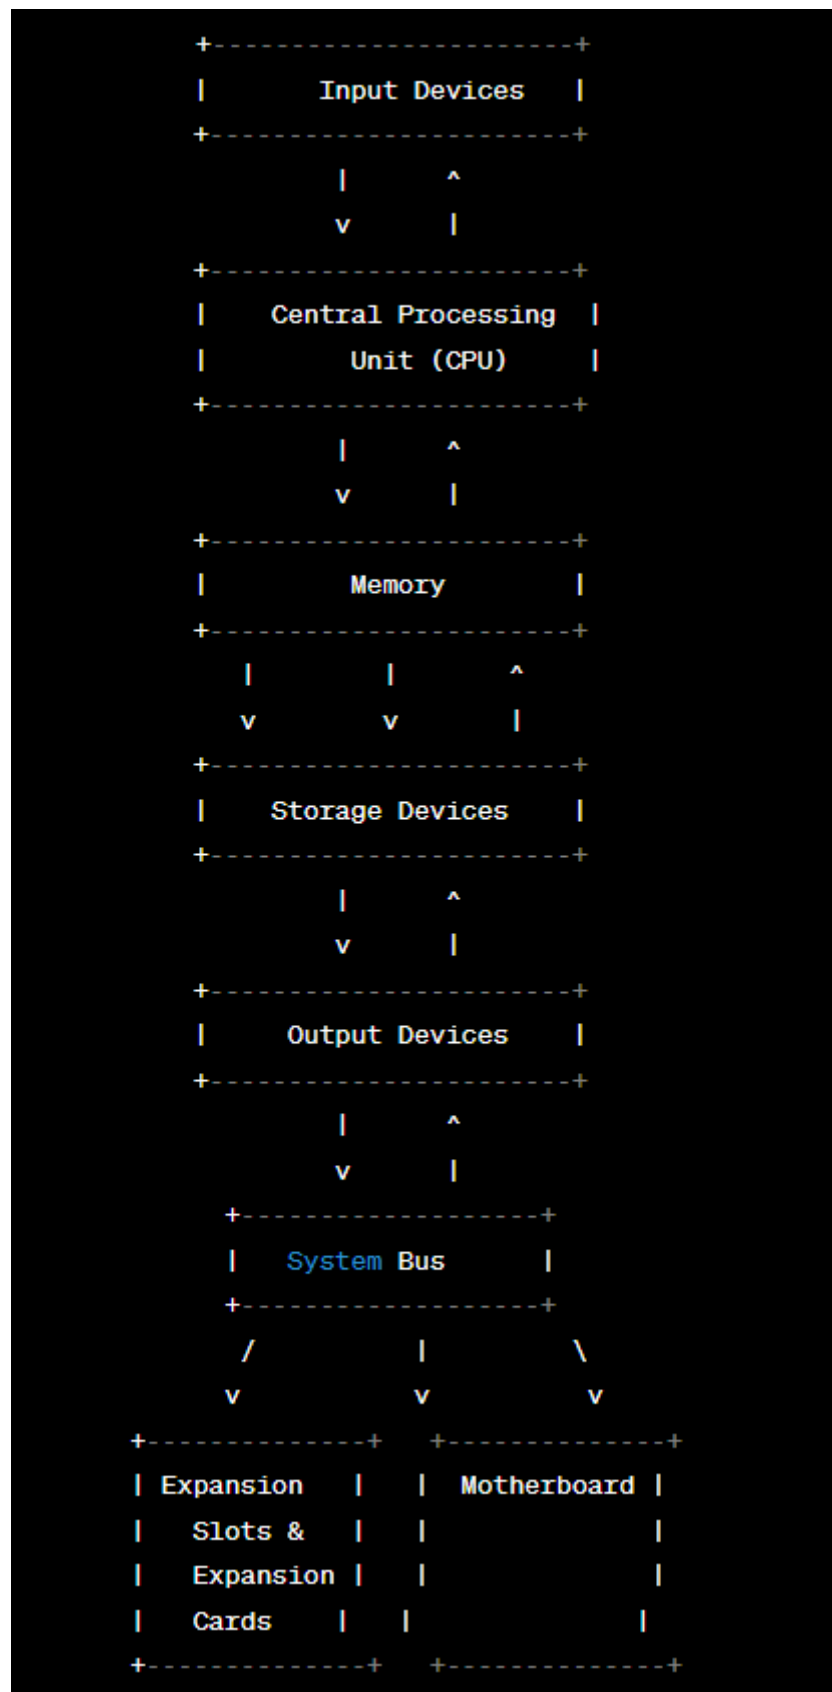 +-----------------------+
|       Input Devices   |
+-----------------------+
|      ^
v      |
+-----------------------+
|    Central Processing  |
|         Unit (CPU)     |
+-----------------------+
|      ^
v      |
+-----------------------+
|         Memory        |
+-----------------------+
|        |       ^
v        v       |
+-----------------------+
|    Storage Devices    |
+-----------------------+
|      ^
v      |
+-----------------------+
|     Output Devices    |
+-----------------------+
|      ^
v      |
+-------------------+
|   System Bus      |
+-------------------+
/          |         \
v           v          v
+--------------+   +--------------+
| Expansion   |   |  Motherboard |
|   Slots &   |   |              |
|   Expansion |   |              |
|   Cards    |   |              |
+--------------+   +--------------+